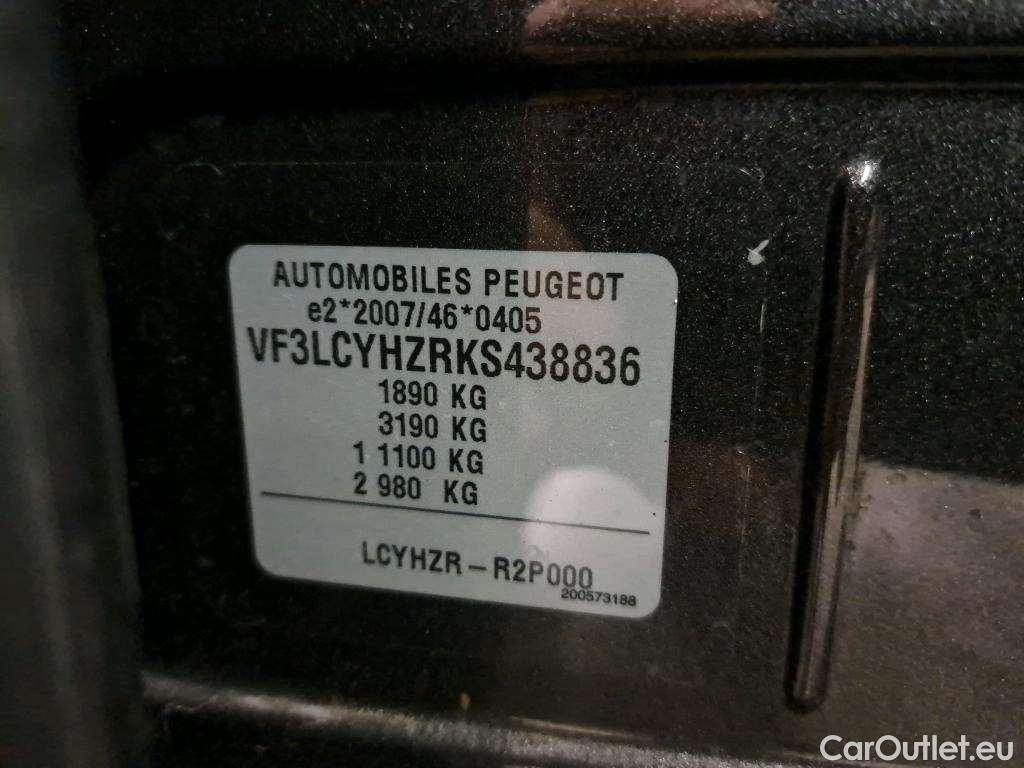 AUTOMOBILES PEUGEOT
e2*2007/46*0405
VF3LCYHZRKS438836
1890 KG
3190 KG
1 1100 KG
2 980 KG
LCYHZR – R2P000
200573188
CarOutlet.eu